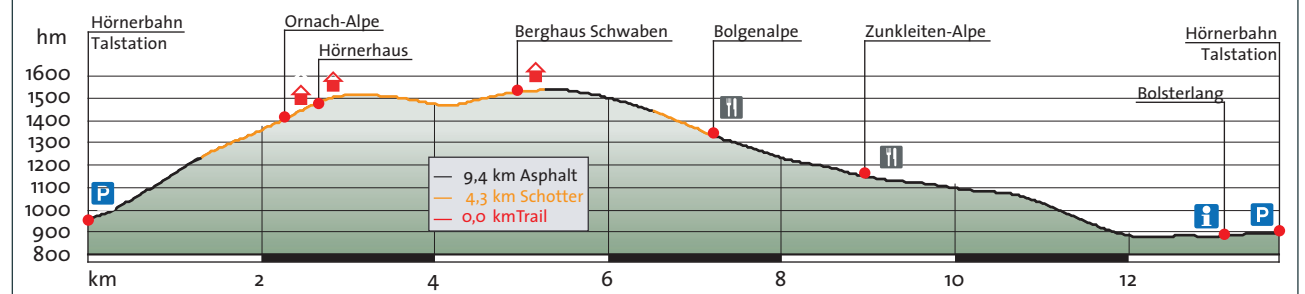 Hörnerbahn
Talstation
Ornach-Alpe
Hörnerhaus
Berghaus Schwaben
Bolgenalpe
Zunkleiten-Alpe
Hörnerbahn
Talstation
Bolsterlang
hm
1600
1500
1400
1300
1200
1100
1000
900
800
P
9,4 km Asphalt
4,3 km Schotter
0,0 kmTrail
i
P
km
2
4
6
8
10
12